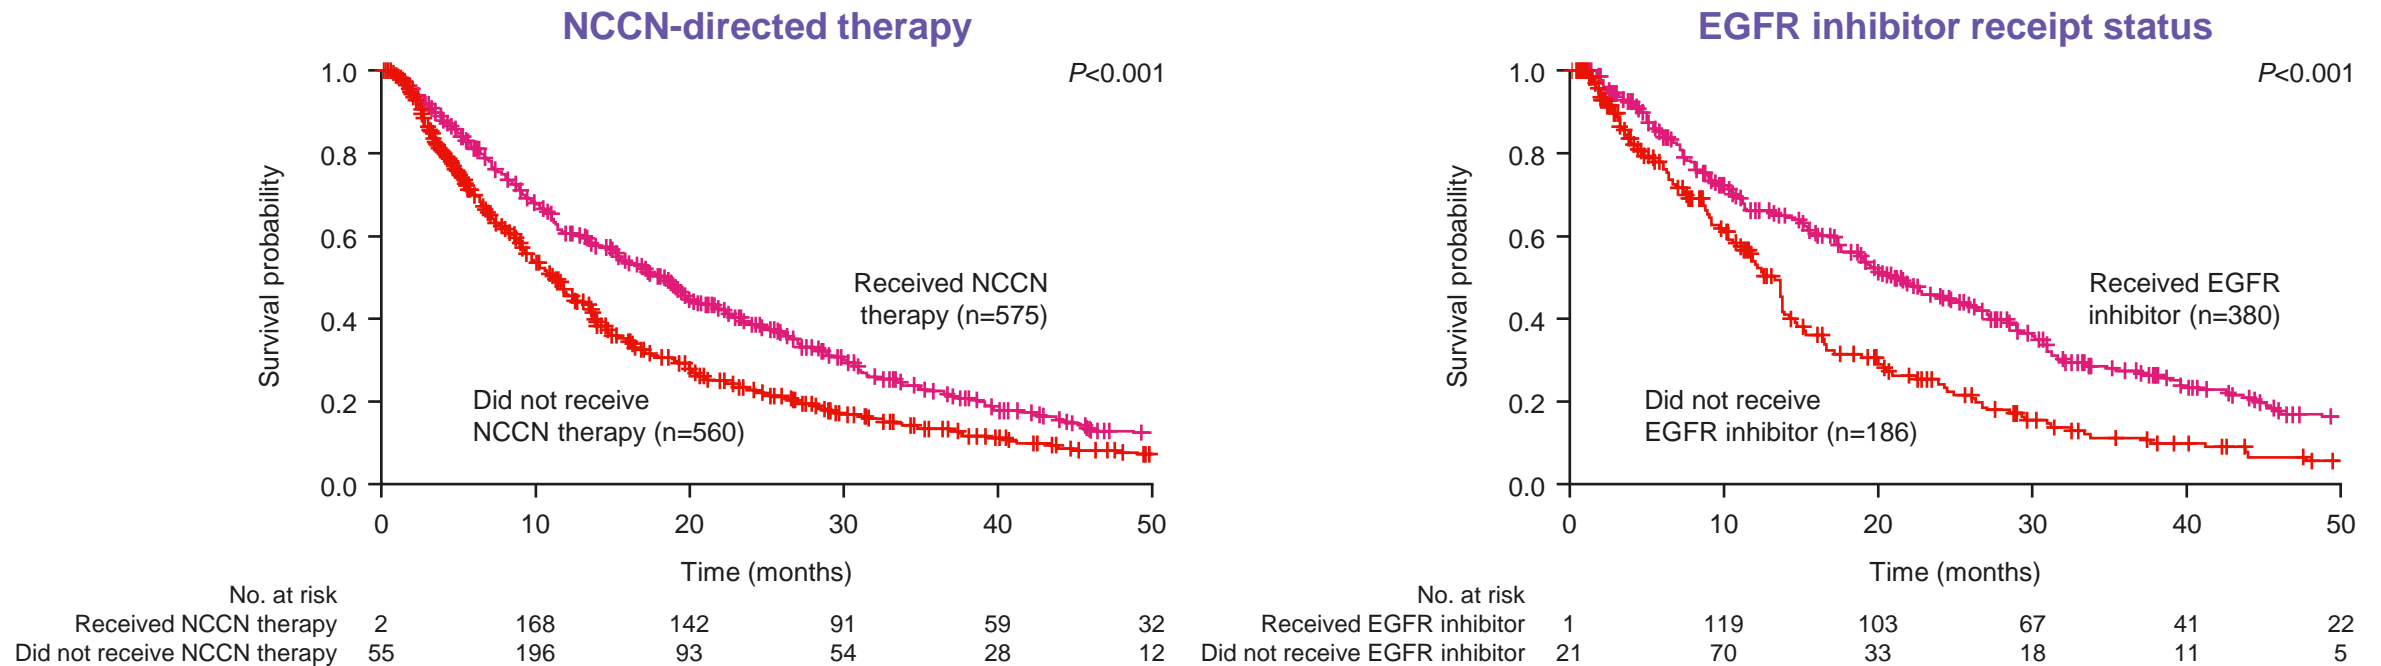 NCCN-directed therapy
P<0.001
1.0
0.8
0.6
0.4
0.2
0.0
Survival probability
Received NCCN
therapy (n=575)
Did not receive
NCCN therapy (n=560)
0 10 20 30 40 50
Time (months)
No. at risk
Received NCCN therapy 2 168 142 91 59 32
Did not receive NCCN therapy 55 196 93 54 28 12
EGFR inhibitor receipt status
P<0.001
1.0
0.8
0.6
0.4
0.2
0.0
Survival probability
Received EGFR
inhibitor (n=380)
Did not receive
EGFR inhibitor (n=186)
0 10 20 30 40 50
Time (months)
No. at risk
Received EGFR inhibitor 1 119 103 67 41 22
Did not receive EGFR inhibitor 21 70 33 18 11 5